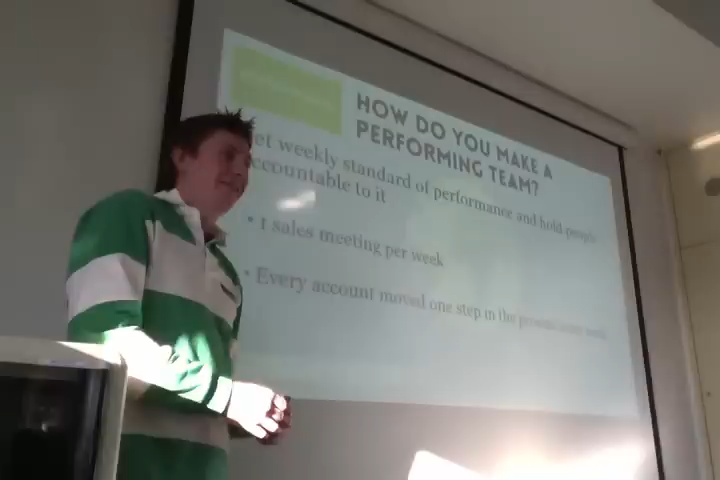 HOW DO YOU MAKE A
PERFORMING TEAM?
et weekly standard of performance and hold people
ccountable to it
• 1 sales meeting per week
• Every account moved one step in the process